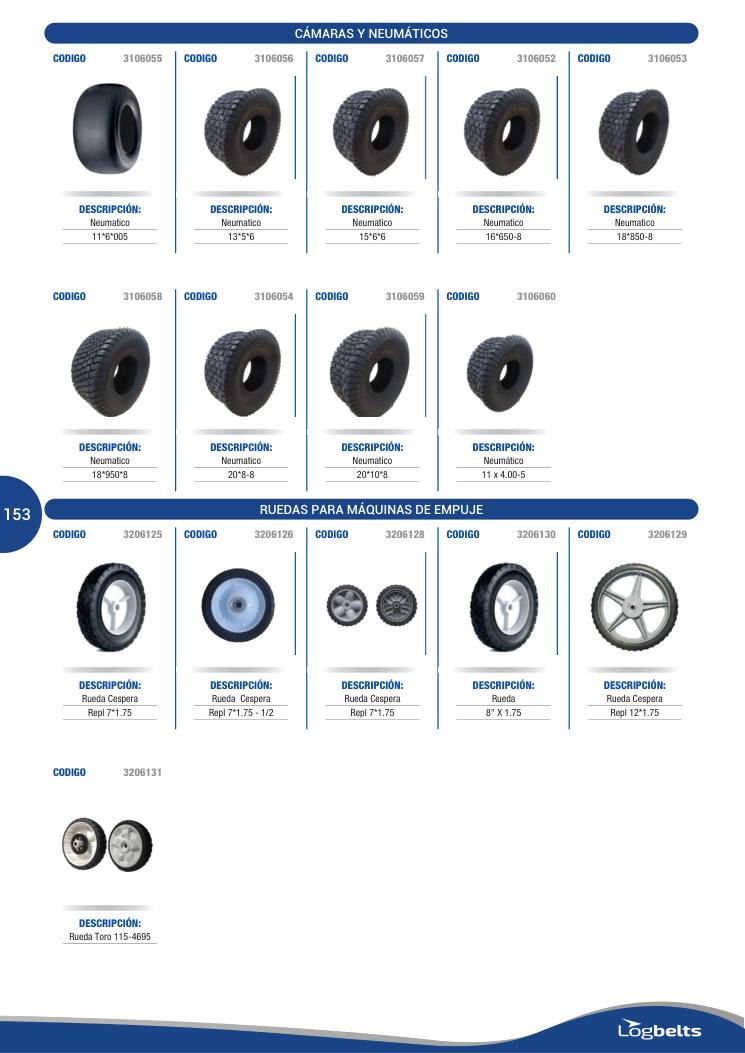 CÁMARAS Y NEUMÁTICOS
CODIGO 3106055
DESCRIPCIÓN:
Neumatico
11*6*005
CODIGO 3106056
DESCRIPCIÓN:
Neumatico
13*5*6
CODIGO 3106057
DESCRIPCIÓN:
Neumatico
15*6*6
CODIGO 3106052
DESCRIPCIÓN:
Neumatico
16*650-8
CODIGO 3106053
DESCRIPCIÓN:
Neumatico
18*850-8
CODIGO 3106058
DESCRIPCIÓN:
Neumatico
18*950*8
CODIGO 3106054
DESCRIPCIÓN:
Neumatico
20*8-8
CODIGO 3106059
DESCRIPCIÓN:
Neumatico
20*10*8
CODIGO 3106060
DESCRIPCIÓN:
Neumático
11 x 4.00-5
153
RUEDAS PARA MÁQUINAS DE EMPUJE
CODIGO 3206125
DESCRIPCIÓN:
Rueda Cespera
Repl 7*1.75
CODIGO 3206126
DESCRIPCIÓN:
Rueda Cespera
Repl 7*1.75 - 1/2
CODIGO 3206128
DESCRIPCIÓN:
Rueda Cespera
Repl 7*1.75
CODIGO 3206130
DESCRIPCIÓN:
Rueda
8" X 1.75
CODIGO 3206129
DESCRIPCIÓN:
Rueda Cespera
Repl 12*1.75
CODIGO 3206131
DESCRIPCIÓN:
Rueda Toro 115-4695
Logbelts